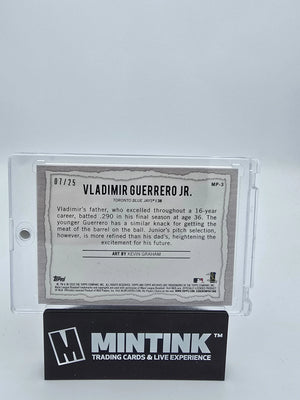 07/25
MP-3
VLADIMIR GUERRERO JR.
TORONTO BLUE JAYS® | 3B
Vladimir's father, who excelled throughout a 16-year
career, batted .290 in his final season at age 36. The
younger Guerrero has a similar knack for getting the
meat of the barrel on the ball. Junior's pitch selection,
however, is more refined than his dad's, heightening the
excitement for his future.
ART BY KEVIN GRAHAM
Topps
M MINTINK™
TRADING CARDS & LIVE EXPERIENCE